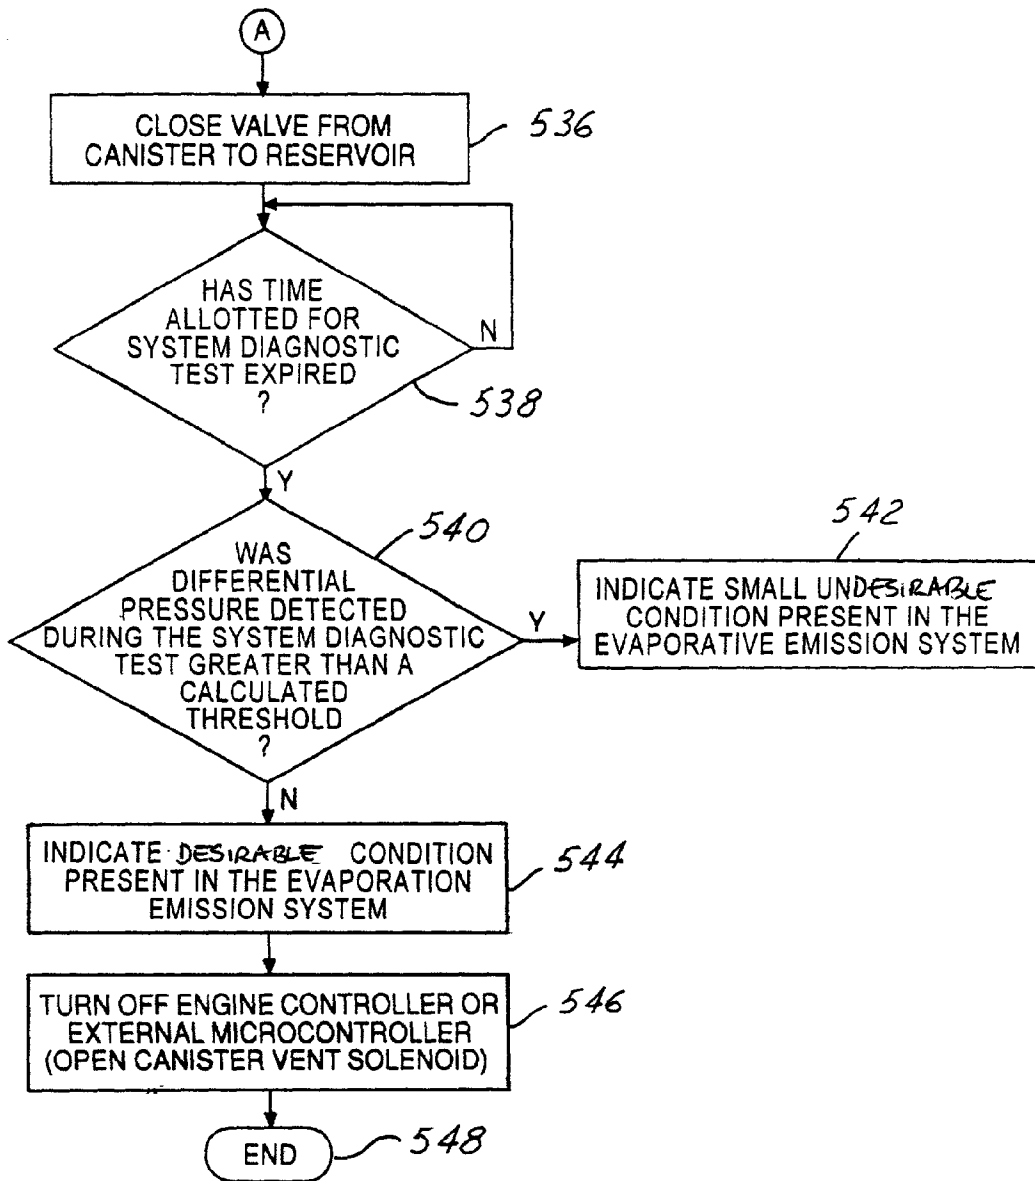 A
CLOSE VALVE FROM
CANISTER TO RESERVOIR
536
HAS TIME
ALLOTTED FOR
SYSTEM DIAGNOSTIC
TEST EXPIRED
?
N
538
Y
540
WAS
DIFFERENTIAL
PRESSURE DETECTED
DURING THE SYSTEM DIAGNOSTIC
TEST GREATER THAN A
CALCULATED
THRESHOLD
?
Y
542
INDICATE SMALL UNDESIRABLE
CONDITION PRESENT IN THE
EVAPORATIVE EMISSION SYSTEM
N
INDICATE DESIRABLE CONDITION
PRESENT IN THE EVAPORATION
EMISSION SYSTEM
544
TURN OFF ENGINE CONTROLLER OR
EXTERNAL MICROCONTROLLER
(OPEN CANISTER VENT SOLENOID)
546
END
548